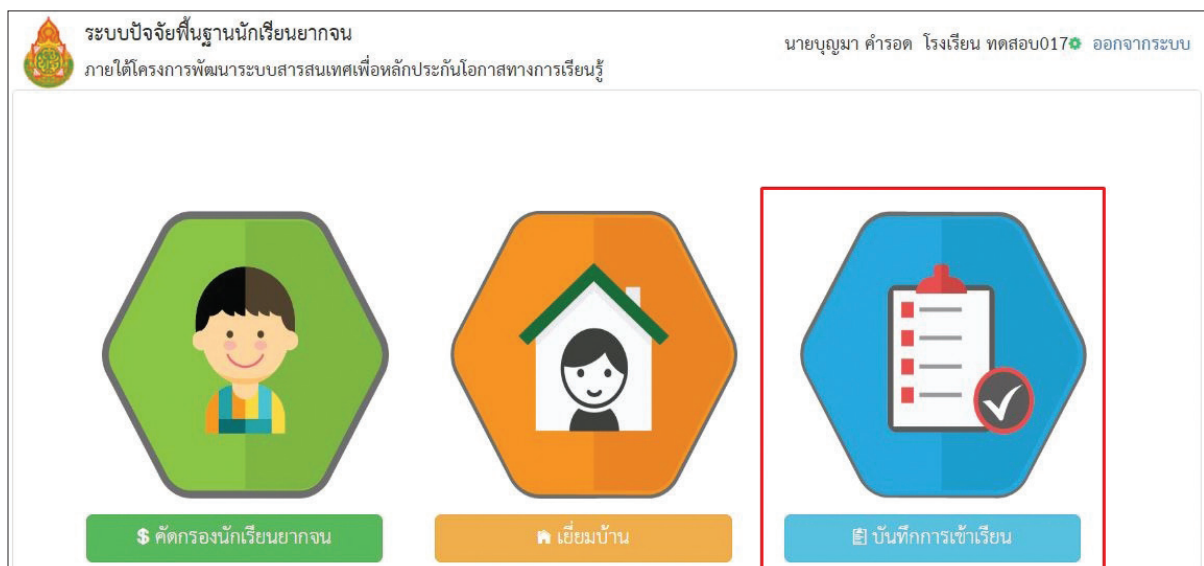 ระบบปัจจัยพื้นฐานนักเรียนยากจน
ภายใต้โครงการพัฒนาระบบสารสนเทศเพื่อหลักประกันโอกาสทางการเรียนรู้
นายบุญมา คำรอด โรงเรียน ทดสอบ017 ออกจากระบบ
$ คัดกรองนักเรียนยากจน
เยี่ยมบ้าน
บันทึกการเข้าเรียน